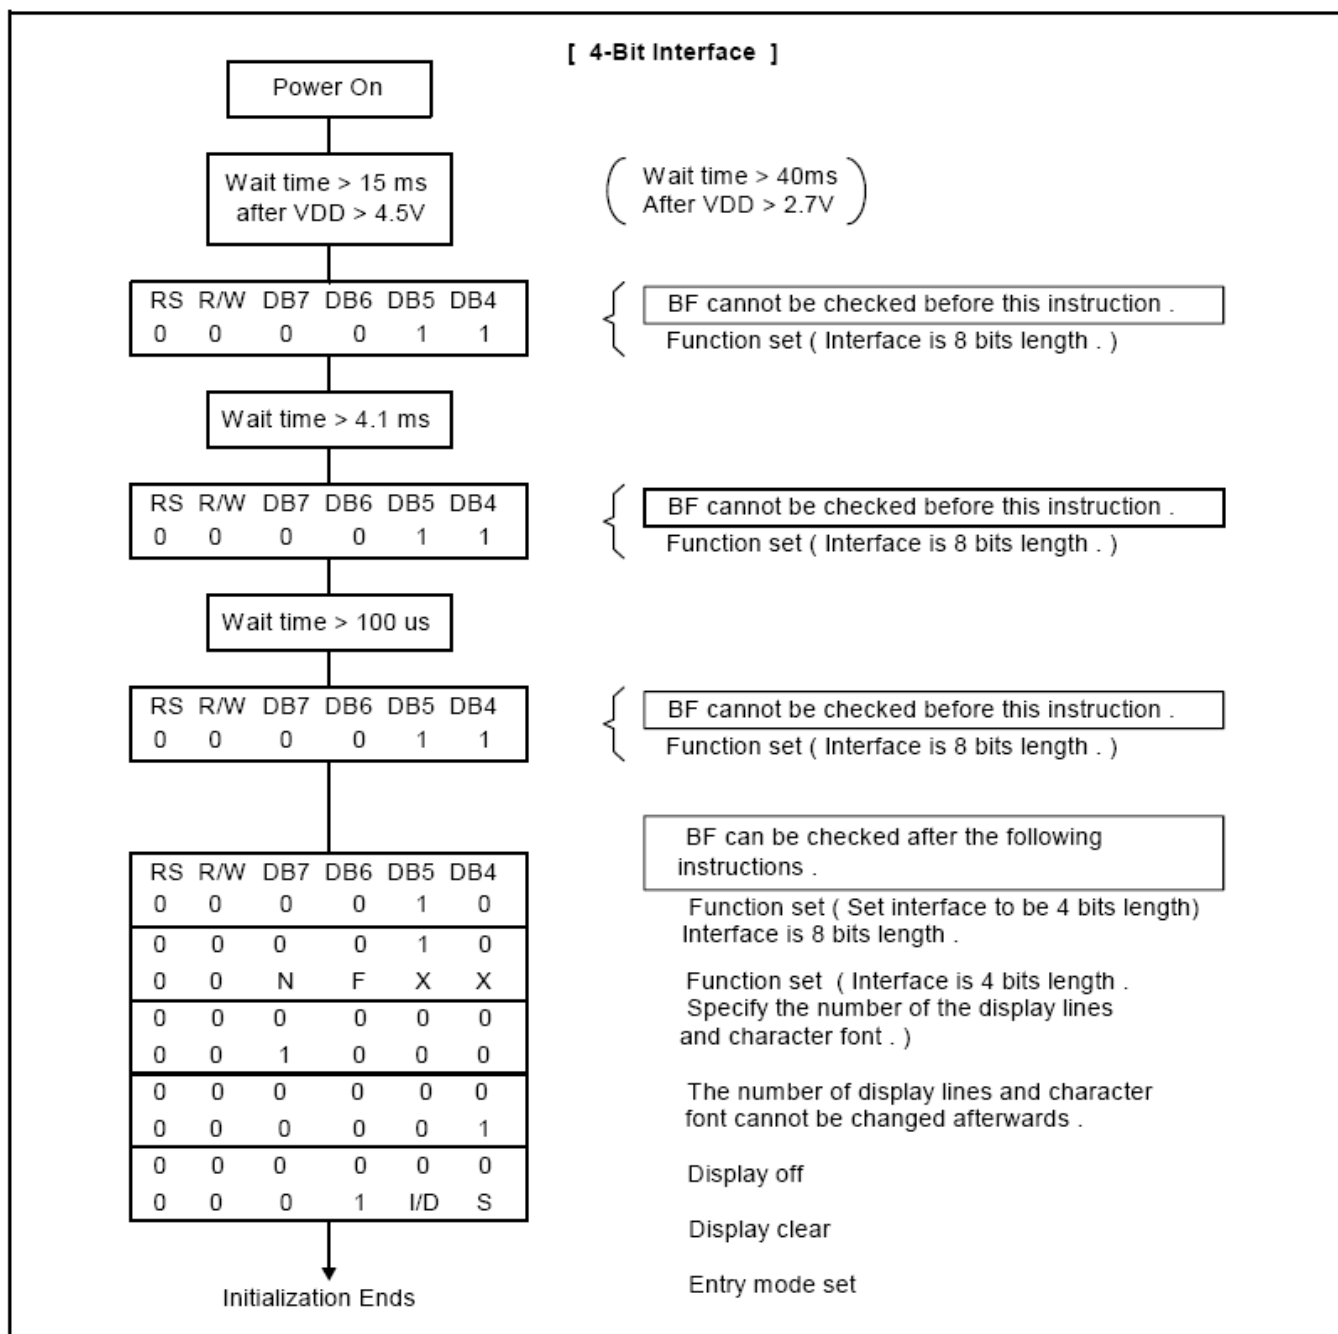 [ 4-Bit Interface ]
Power On
Wait time > 15 ms
after VDD > 4.5V
Wait time > 40ms
After VDD > 2.7V
RS R/W DB7 DB6 DB5 DB4
0 0 0 0 1 1
BF cannot be checked before this instruction .
Function set ( Interface is 8 bits length . )
Wait time > 4.1 ms
RS R/W DB7 DB6 DB5 DB4
0 0 0 0 1 1
BF cannot be checked before this instruction .
Function set ( Interface is 8 bits length . )
Wait time > 100 us
RS R/W DB7 DB6 DB5 DB4
0 0 0 0 1 1
BF cannot be checked before this instruction .
Function set ( Interface is 8 bits length . )
RS R/W DB7 DB6 DB5 DB4
0 0 0 0 1 0
0 0 0 0 1 0
0 0 N F X X
0 0 0 0 0 0
0 0 1 0 0 0
0 0 0 0 0 0
0 0 0 0 0 1
0 0 0 0 0 0
0 0 0 1 I/D S
BF can be checked after the following
instructions .
Function set ( Set interface to be 4 bits length)
Interface is 8 bits length .
Function set ( Interface is 4 bits length .
Specify the number of the display lines
and character font . )
The number of display lines and character
font cannot be changed afterwards .
Display off
Display clear
Entry mode set
Initialization Ends